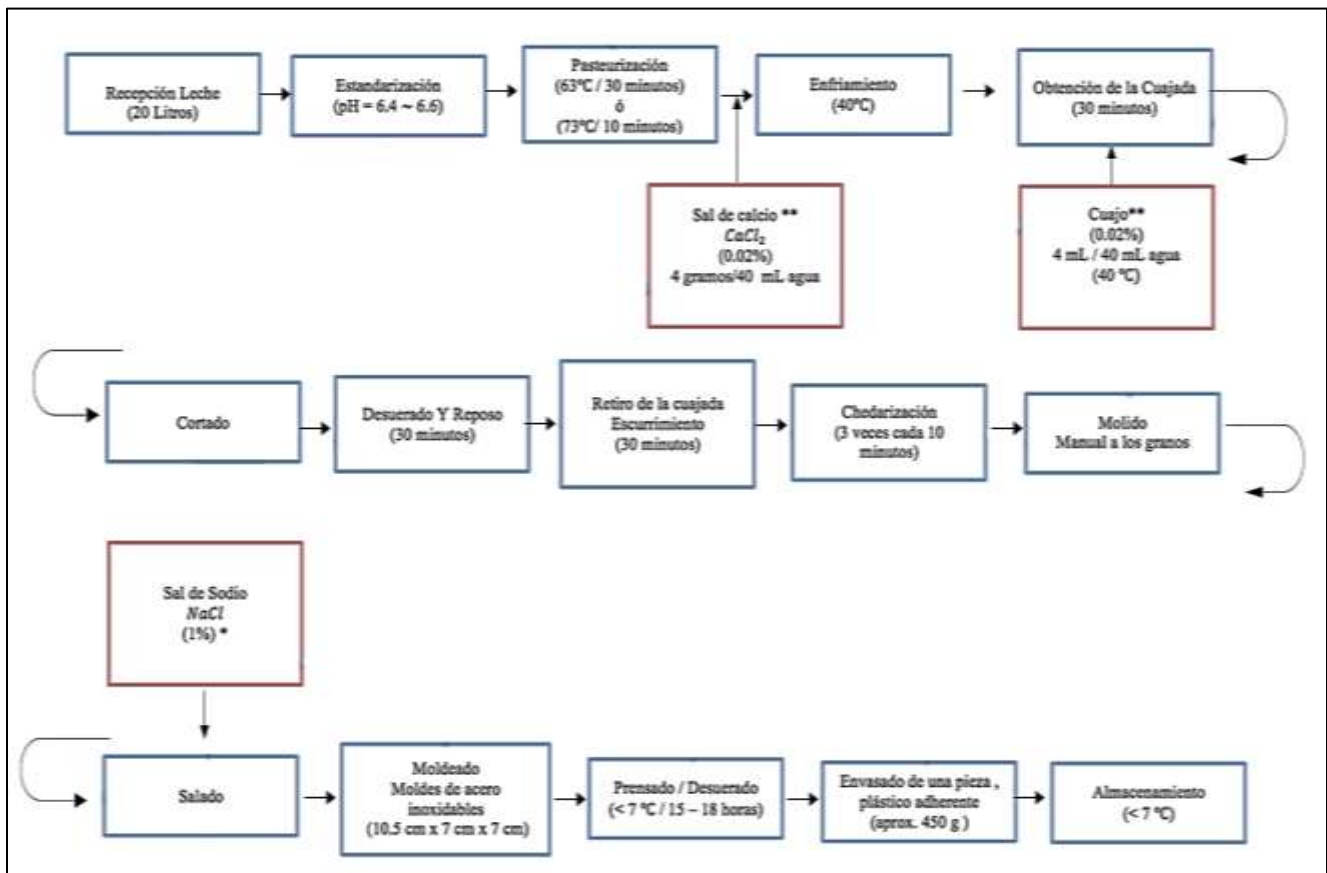 Recepción Leche
(20 Litros)
Estandarización
(pH = 6.4 ~ 6.6)
Pasteurización
(63°C / 30 minutos)
ó
(73°C/ 10 minutos)
Enfriamiento
(40°C)
Obtención de la Cuajada
(30 minutos)
Sal de calcio **
CaCl₂
(0.02%)
4 gramos/40 mL agua
Cuajo**
(0.02%)
4 mL / 40 mL agua
(40 °C)
Cortado
Desuerado Y Reposo
(30 minutos)
Retiro de la cuajada
Escurrimiento
(30 minutos)
Chedarización
(3 veces cada 10
minutos)
Molido
Manual a los granos
Sal de Sodio
NaCl
(1%) *
Salado
Moldeado
Moldes de acero
inoxidables
(10.5 cm x 7 cm x 7 cm)
Prensado / Desuerado
(< 7 °C / 15 – 18 horas)
Envasado de una pieza ,
plástico adherente
(aprox. 450 g )
Almacenamiento
(< 7 °C)